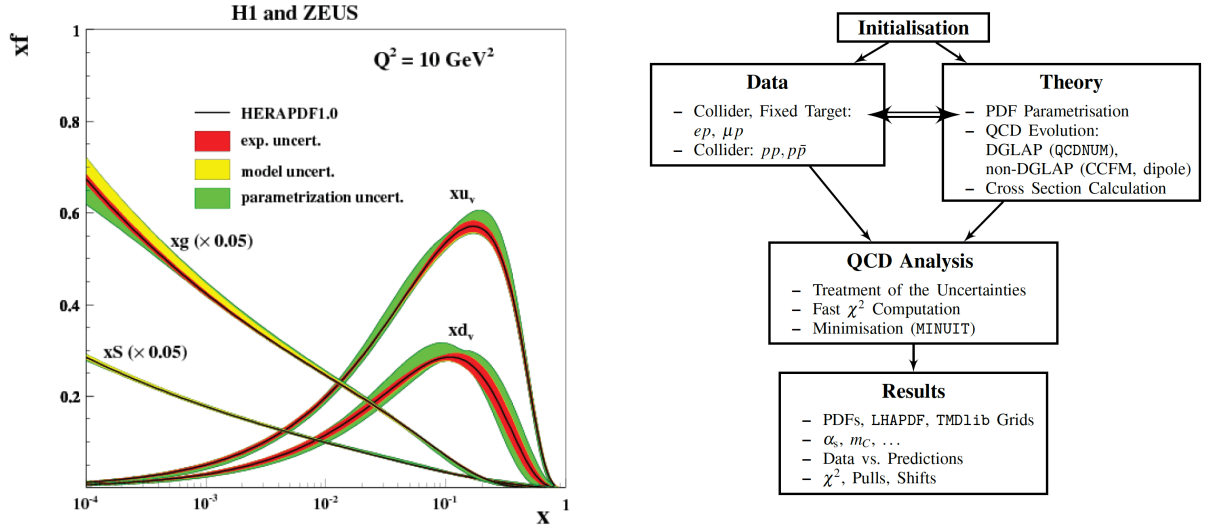 H1 and ZEUS
xf
1
Q² = 10 GeV²
HERAPDF1.0
exp. uncert.
model uncert.
parametrization uncert.
0.8
0.6
0.4
0.2
xuᵥ
xg (× 0.05)
xdᵥ
xS (× 0.05)
10⁻⁴
10⁻³
10⁻²
10⁻¹
1
x
Initialisation
Data
– Collider, Fixed Target:
ep, μp
– Collider: pp, pp̄
Theory
– PDF Parametrisation
– QCD Evolution:
DGLAP (QCDNUM),
non-DGLAP (CCFM, dipole)
– Cross Section Calculation
QCD Analysis
– Treatment of the Uncertainties
– Fast χ² Computation
– Minimisation (MINUIT)
Results
– PDFs, LHAPDF, TMDlib Grids
– αₛ, m_C, …
– Data vs. Predictions
– χ², Pulls, Shifts